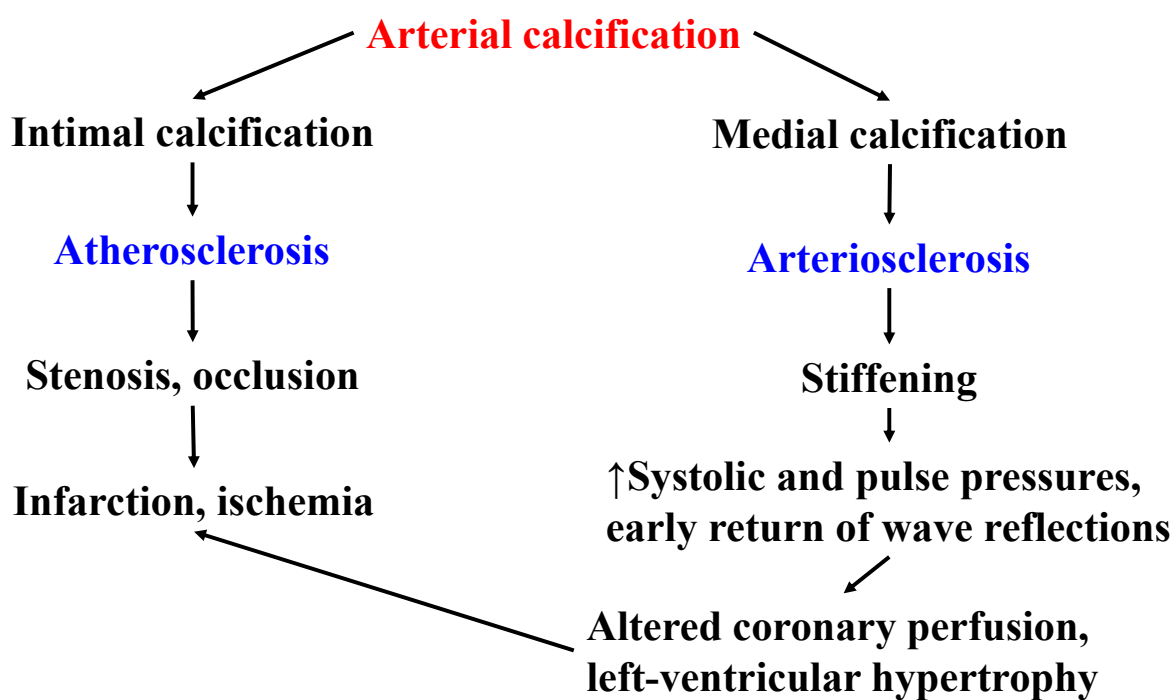 Arterial calcification
Intimal calcification
Medial calcification
Atherosclerosis
Arteriosclerosis
Stenosis, occlusion
Stiffening
Infarction, ischemia
↑Systolic and pulse pressures,
early return of wave reflections
Altered coronary perfusion,
left-ventricular hypertrophy